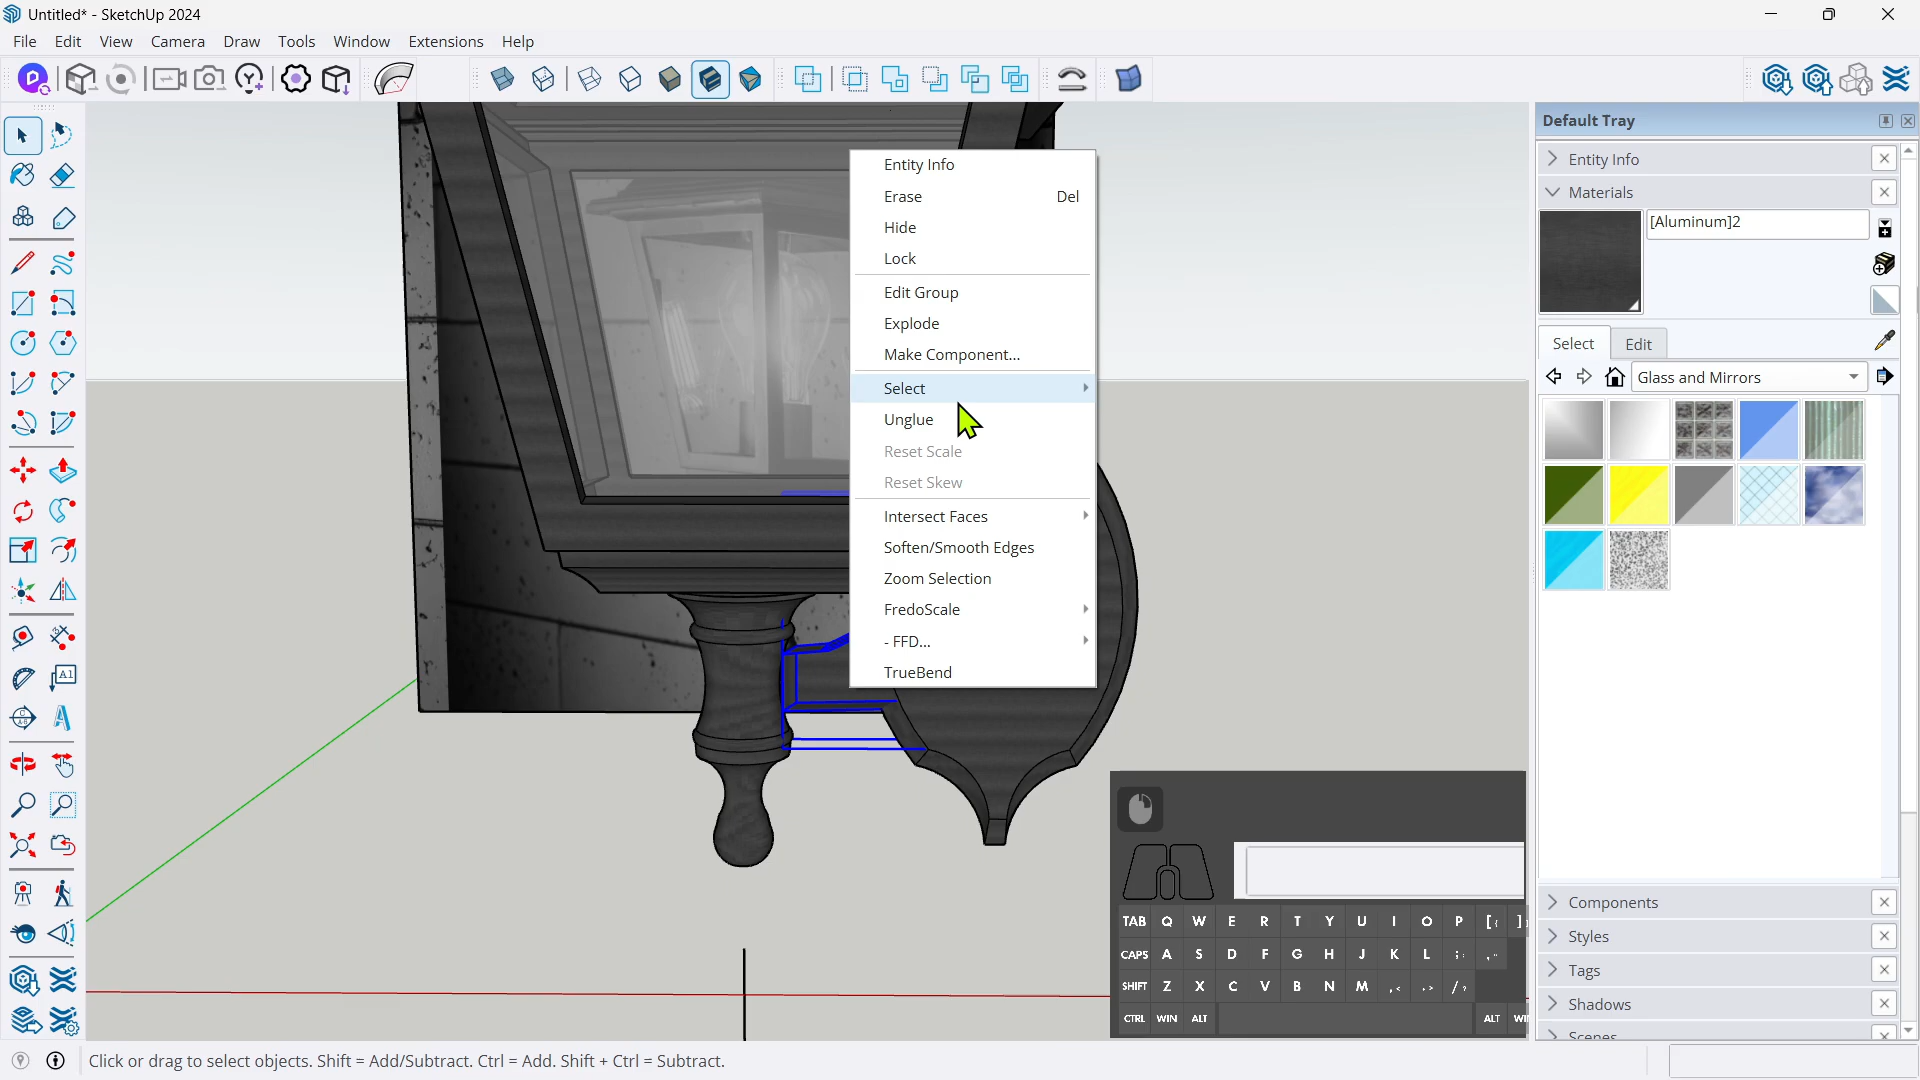 Untitled* - SketchUp 2024
File Edit View Camera Draw Tools Window Extensions Help
Default Tray
Entity Info
Materials
[Aluminum]2
Select Edit
Glass and Mirrors
Components
Styles
Tags
Shadows
Scenes
Entity Info
Erase Del
Hide
Lock
Edit Group
Explode
Make Component...
Select
Unglue
Reset Scale
Reset Skew
Intersect Faces
Soften/Smooth Edges
Zoom Selection
FredoScale
- FFD...
TrueBend
TAB Q W E R T Y U I O P [{ ]
CAPS A S D F G H J K L ;: ,"
SHIFT Z X C V B N M ,< .> /?
CTRL WIN ALT ALT WI
Click or drag to select objects. Shift = Add/Subtract. Ctrl = Add. Shift + Ctrl = Subtract.